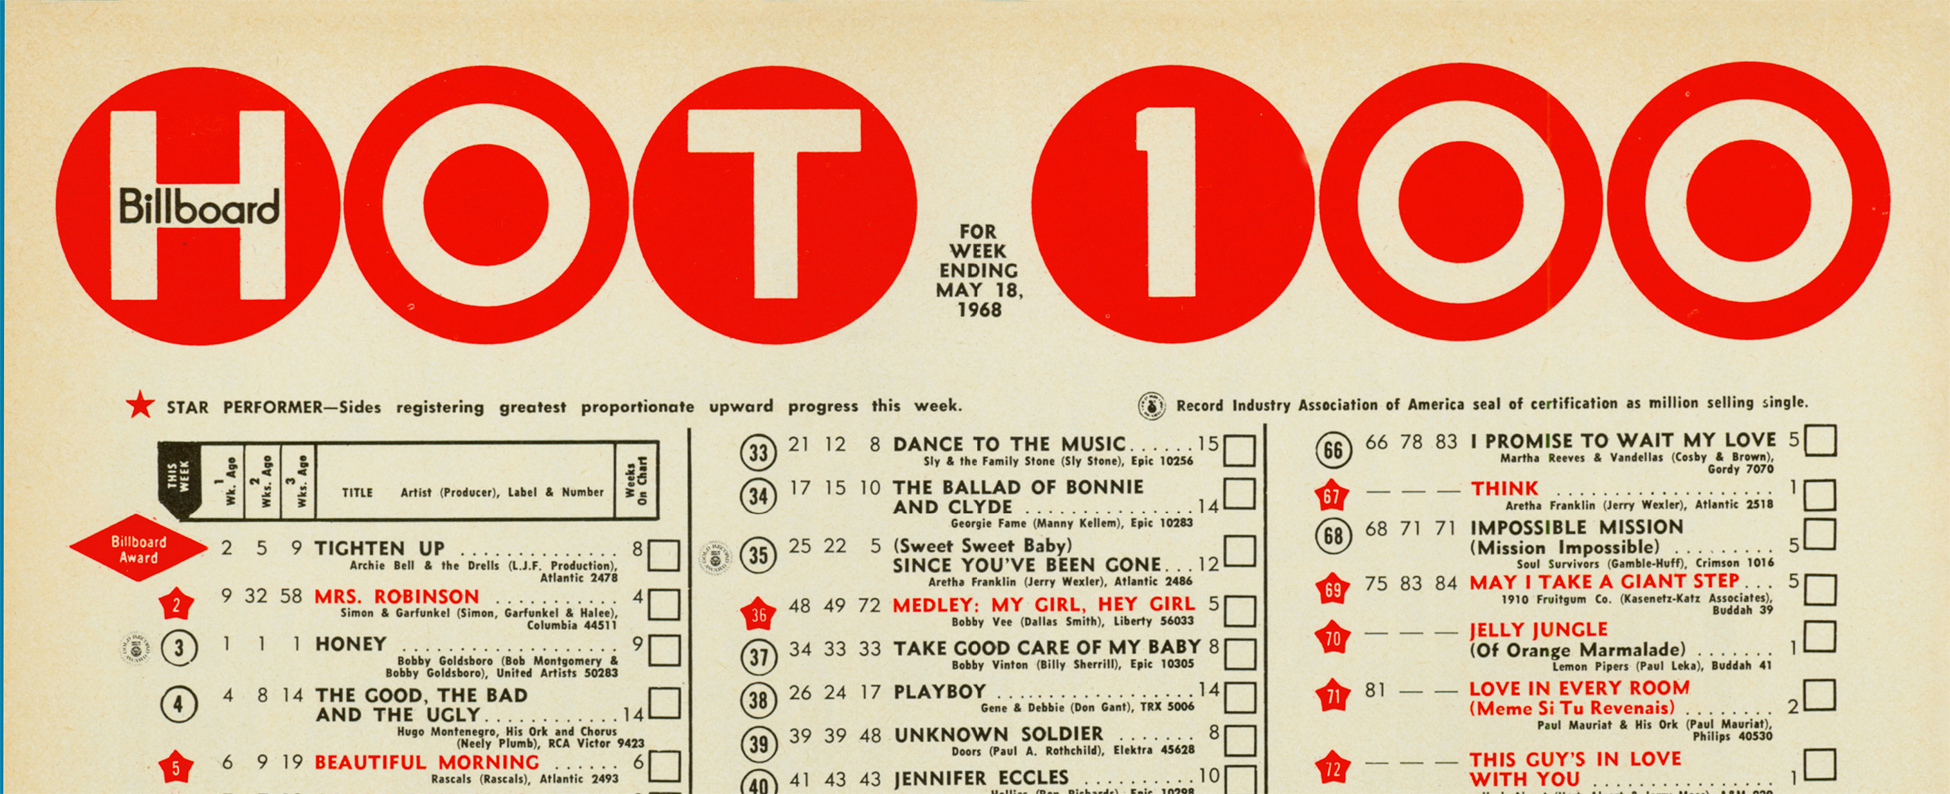 HOT 100
Billboard
FOR
WEEK
ENDING
MAY 18,
1968
★ STAR PERFORMER—Sides registering greatest proportionate upward progress this week.
Record Industry Association of America seal of certification as million selling single.
THIS WEEK
1 Wk. Ago
2 Wks. Ago
3 Wks. Ago
TITLE Artist (Producer), Label & Number
Weeks On Chart
Billboard
Award
2 5 9 TIGHTEN UP . . . . . . . . . . . . . . 8
Archie Bell & the Drells (L.J.F. Production),
Atlantic 2478
2 9 32 58 MRS. ROBINSON . . . . . . . . . . . 4
Simon & Garfunkel (Simon, Garfunkel & Halee),
Columbia 44511
3 1 1 1 HONEY . . . . . . . . . . . . . . . . . . 9
Bobby Goldsboro (Bob Montgomery &
Bobby Goldsboro), United Artists 50283
4 4 8 14 THE GOOD, THE BAD
AND THE UGLY. . . . . . . . . . . 14
Hugo Montenegro, His Ork and Chorus
(Neely Plumb), RCA Victor 9423
5 6 9 19 BEAUTIFUL MORNING . . . . . . 6
Rascals (Rascals), Atlantic 2493
33 21 12 8 DANCE TO THE MUSIC. . . . . . 15
Sly & the Family Stone (Sly Stone), Epic 10256
34 17 15 10 THE BALLAD OF BONNIE
AND CLYDE . . . . . . . . . . . . . . 14
Georgie Fame (Manny Kellem), Epic 10283
35 25 22 5 (Sweet Sweet Baby)
SINCE YOU'VE BEEN GONE. . . 12
Aretha Franklin (Jerry Wexler), Atlantic 2486
36 48 49 72 MEDLEY: MY GIRL, HEY GIRL 5
Bobby Vee (Dallas Smith), Liberty 56033
37 34 33 33 TAKE GOOD CARE OF MY BABY 8
Bobby Vinton (Billy Sherrill), Epic 10305
38 26 24 17 PLAYBOY . . . . . . . . . . . . . . . . . 14
Gene & Debbie (Don Gant), TRX 5006
39 39 39 48 UNKNOWN SOLDIER . . . . . . . 8
Doors (Paul A. Rothchild), Elektra 45628
40 41 43 43 JENNIFER ECCLES . . . . . . . . . . 10
Hollies (Ron Richards), Epic 10298
66 66 78 83 I PROMISE TO WAIT MY LOVE 5
Martha Reeves & Vandellas (Cosby & Brown),
Gordy 7070
67 — — — THINK . . . . . . . . . . . . . . . . . . 1
Aretha Franklin (Jerry Wexler), Atlantic 2518
68 68 71 71 IMPOSSIBLE MISSION
(Mission Impossible) . . . . . . . . . 5
Soul Survivors (Gamble-Huff), Crimson 1016
69 75 83 84 MAY I TAKE A GIANT STEP . . . 5
1910 Fruitgum Co. (Kasenetz-Katz Associates),
Buddah 39
70 — — — JELLY JUNGLE
(Of Orange Marmalade) . . . . . . . 1
Lemon Pipers (Paul Leka), Buddah 41
71 81 — — LOVE IN EVERY ROOM
(Meme Si Tu Revenais) . . . . . . . . 2
Paul Mauriat & His Ork (Paul Mauriat),
Philips 40530
72 — — — THIS GUY'S IN LOVE
WITH YOU . . . . . . . . . . . . . . . 1